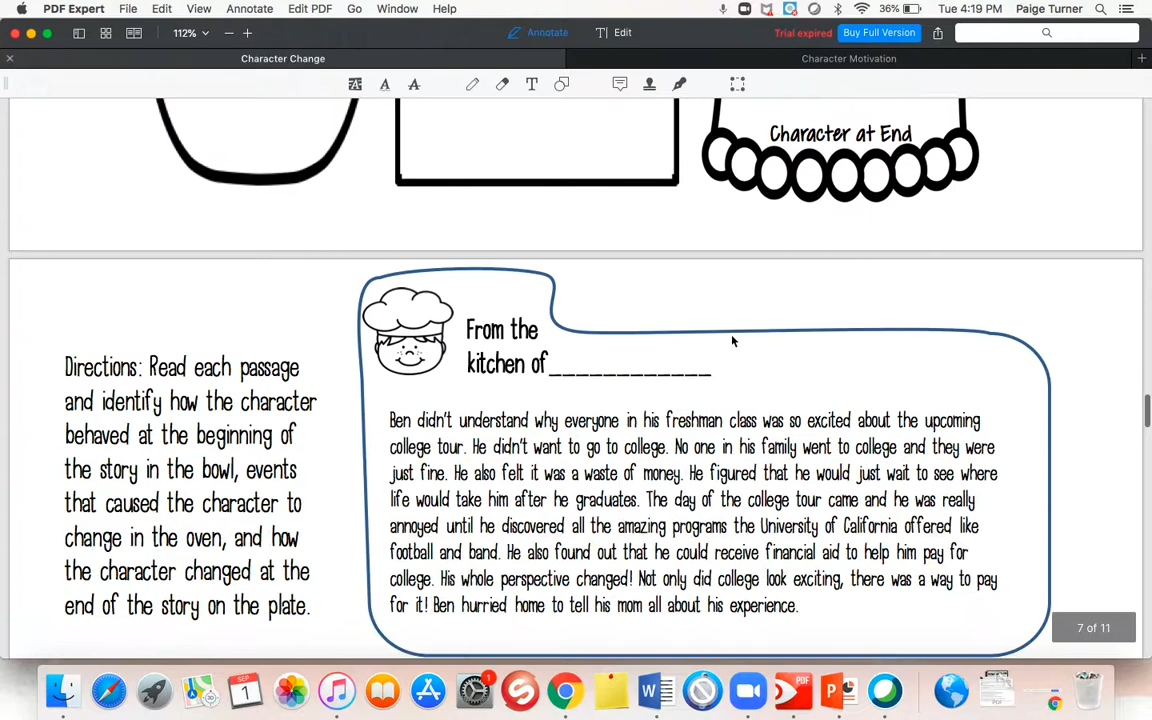 PDF Expert File Edit View Annotate Edit PDF Go Window Help 36% Tue 4:19 PM Paige Turner
112% Annotate Edit Trial expired Buy Full Version
Character Change Character Motivation
Character at End
From the
kitchen of____________
Directions: Read each passage
and identify how the character
behaved at the beginning of
the story in the bowl, events
that caused the character to
change in the oven, and how
the character changed at the
end of the story on the plate.
Ben didn't understand why everyone in his freshman class was so excited about the upcoming
college tour. He didn't want to go to college. No one in his family went to college and they were
just fine. He also felt it was a waste of money. He figured that he would just wait to see where
life would take him after he graduates. The day of the college tour came and he was really
annoyed until he discovered all the amazing programs the University of California offered like
football and band. He also found out that he could receive financial aid to help him pay for
college. His whole perspective changed! Not only did college look exciting, there was a way to pay
for it! Ben hurried home to tell his mom all about his experience.
7 of 11
SEP
1
1